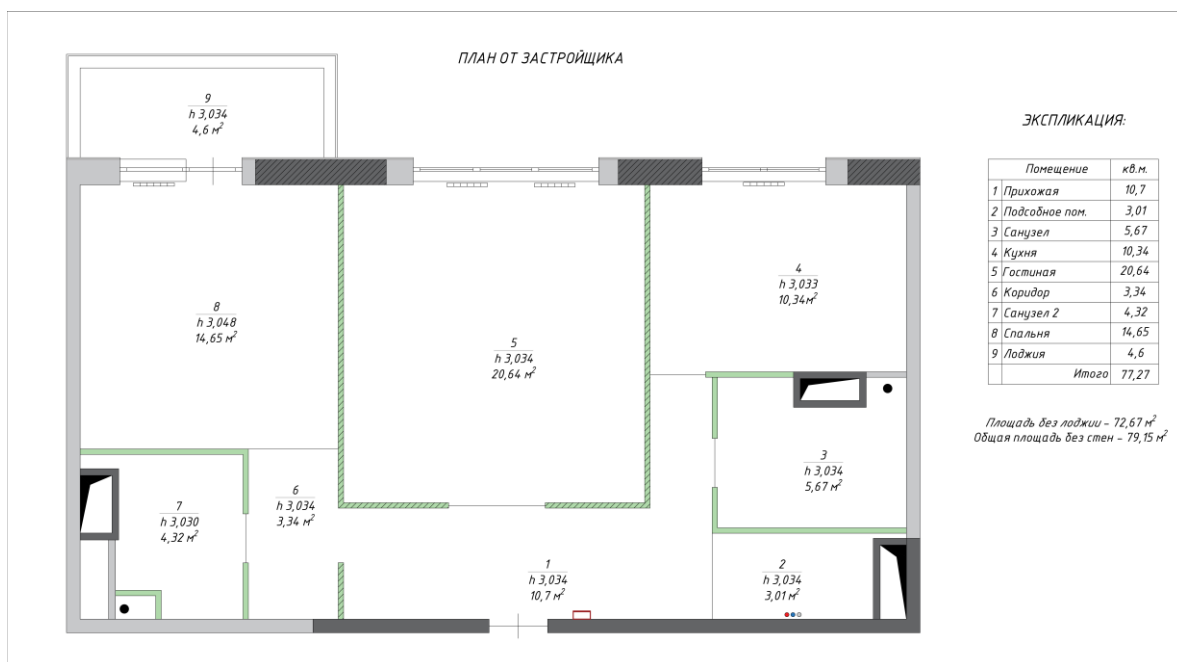 ПЛАН ОТ ЗАСТРОЙЩИКА
9
h 3,034
4,6 м²
8
h 3,048
14,65 м²
5
h 3,034
20,64 м²
4
h 3,033
10,34м²
3
h 3,034
5,67 м²
7
h 3,030
4,32 м²
6
h 3,034
3,34 м²
1
h 3,034
10,7 м²
2
h 3,034
3,01 м²
ЭКСПЛИКАЦИЯ:
Помещение кв.м.
1 Прихожая 10,7
2 Подсобное пом. 3,01
3 Санузел 5,67
4 Кухня 10,34
5 Гостиная 20,64
6 Коридор 3,34
7 Санузел 2 4,32
8 Спальня 14,65
9 Лоджия 4,6
Итого 77,27
Площадь без лоджии – 72,67 м²
Общая площадь без стен – 79,15 м²